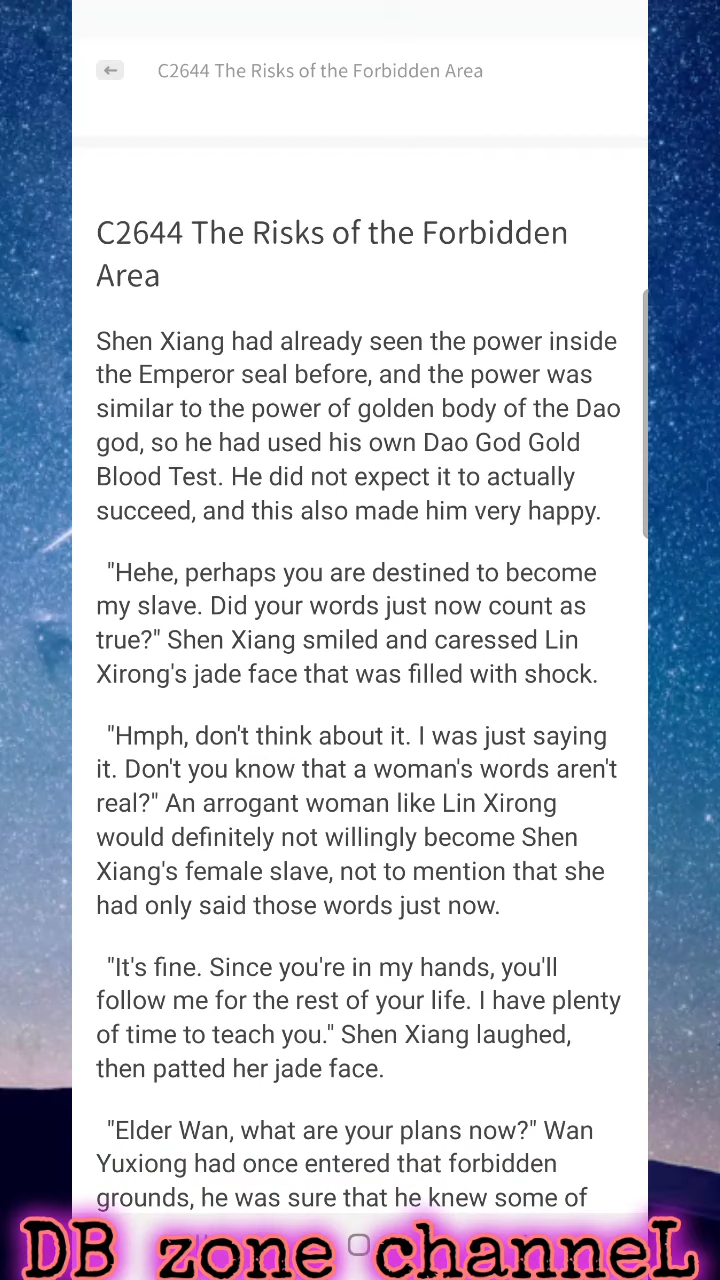 C2644 The Risks of the Forbidden Area
C2644 The Risks of the Forbidden
Area
Shen Xiang had already seen the power inside
the Emperor seal before, and the power was
similar to the power of golden body of the Dao
god, so he had used his own Dao God Gold
Blood Test. He did not expect it to actually
succeed, and this also made him very happy.
"Hehe, perhaps you are destined to become
my slave. Did your words just now count as
true?" Shen Xiang smiled and caressed Lin
Xirong's jade face that was filled with shock.
"Hmph, don't think about it. I was just saying
it. Don't you know that a woman's words aren't
real?" An arrogant woman like Lin Xirong
would definitely not willingly become Shen
Xiang's female slave, not to mention that she
had only said those words just now.
"It's fine. Since you're in my hands, you'll
follow me for the rest of your life. I have plenty
of time to teach you." Shen Xiang laughed,
then patted her jade face.
"Elder Wan, what are your plans now?" Wan
Yuxiong had once entered that forbidden
grounds, he was sure that he knew some of
DB zone channeL